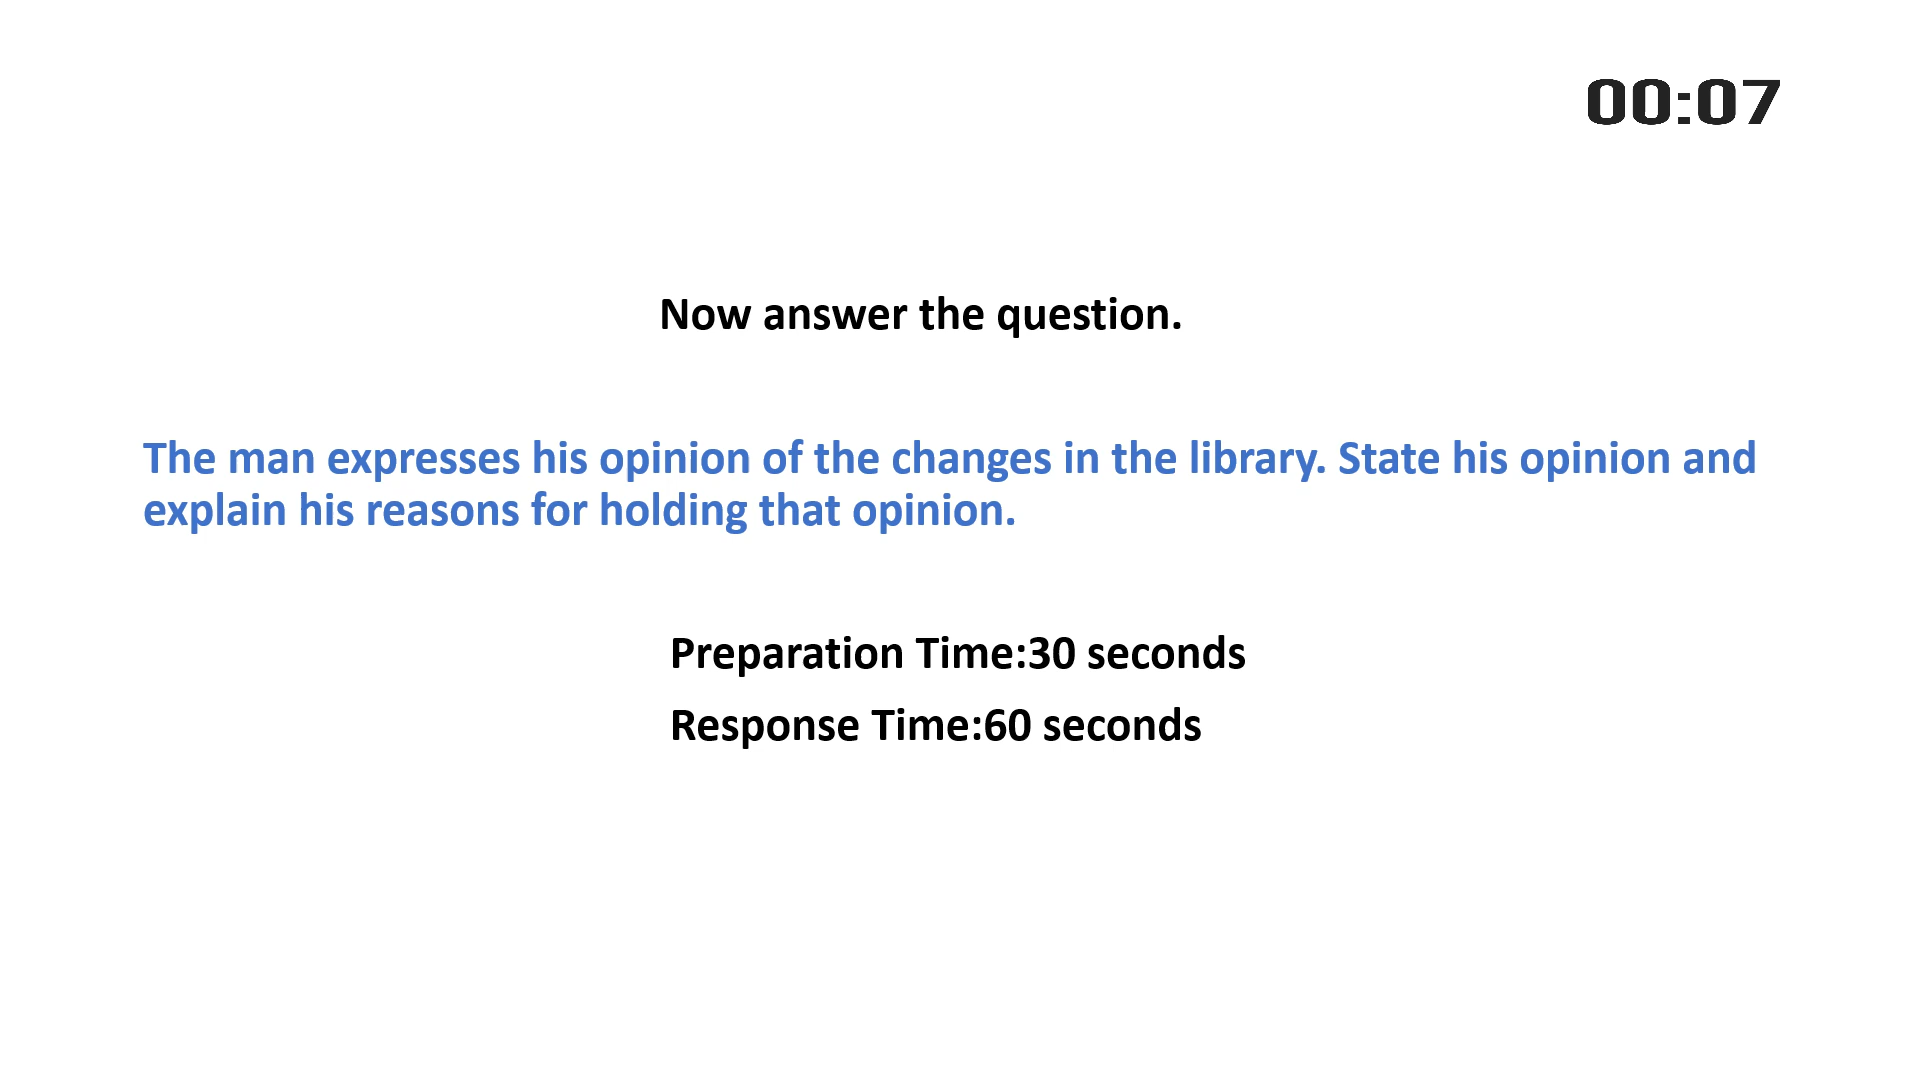 00:07
Now answer the question.
The man expresses his opinion of the changes in the library. State his opinion and
explain his reasons for holding that opinion.
Preparation Time:30 seconds
Response Time:60 seconds